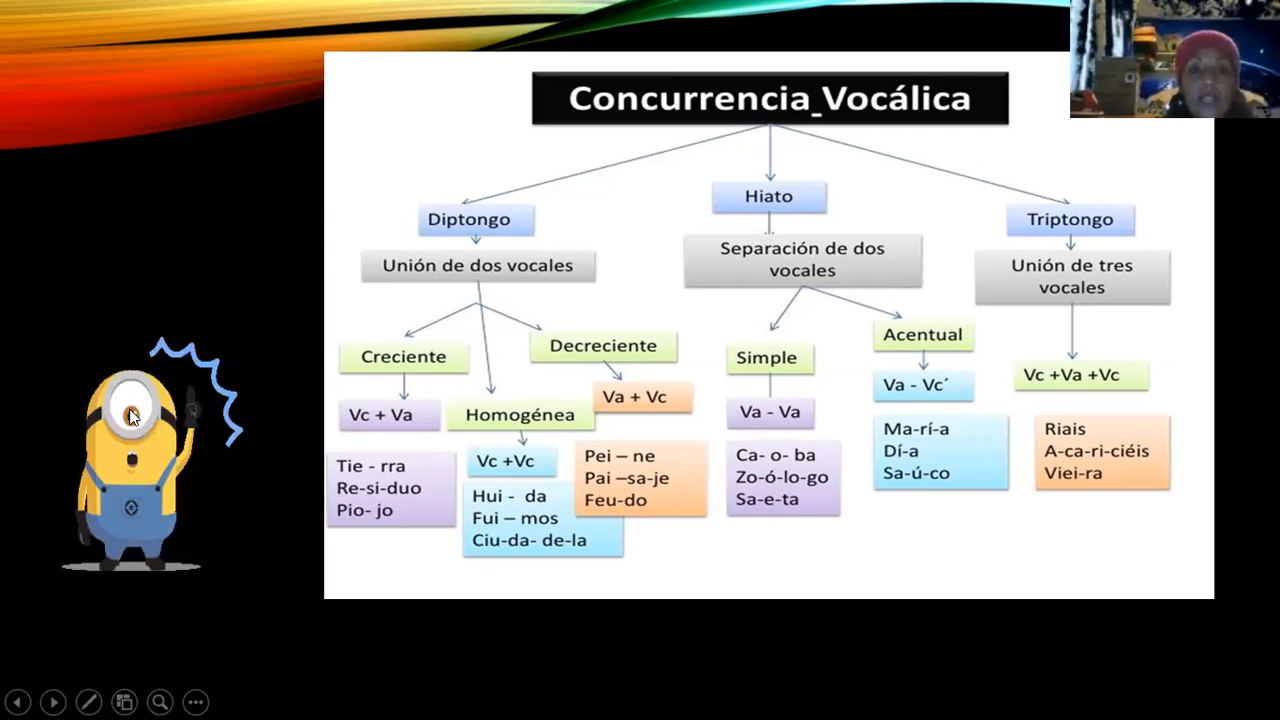 Concurrencia_Vocálica
Diptongo
Unión de dos vocales
Creciente
Vc + Va
Tie - rra
Re-si-duo
Pio- jo
Homogénea
Vc +Vc
Hui - da
Fui – mos
Ciu-da- de-la
Decreciente
Va + Vc
Pei – ne
Pai –sa-je
Feu-do
Hiato
Separación de dos
vocales
Simple
Va - Va
Ca- o- ba
Zo-ó-lo-go
Sa-e-ta
Acentual
Va - Vc´
Ma-rí-a
Dí-a
Sa-ú-co
Triptongo
Unión de tres
vocales
Vc +Va +Vc
Riais
A-ca-ri-ciéis
Viei-ra